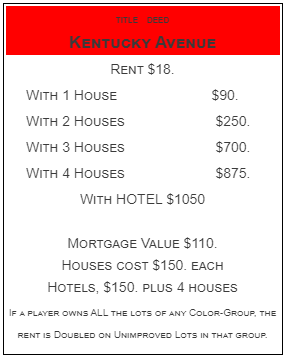 TITLE DEED
KENTUCKY AVENUE
RENT $18.
WITH 1 HOUSE $90.
WITH 2 HOUSES $250.
WITH 3 HOUSES $700.
WITH 4 HOUSES $875.
WITH HOTEL $1050
MORTGAGE VALUE $110.
HOUSES COST $150. EACH
HOTELS, $150. PLUS 4 HOUSES
IF A PLAYER OWNS ALL THE LOTS OF ANY COLOR-GROUP, THE
RENT IS DOUBLED ON UNIMPROVED LOTS IN THAT GROUP.